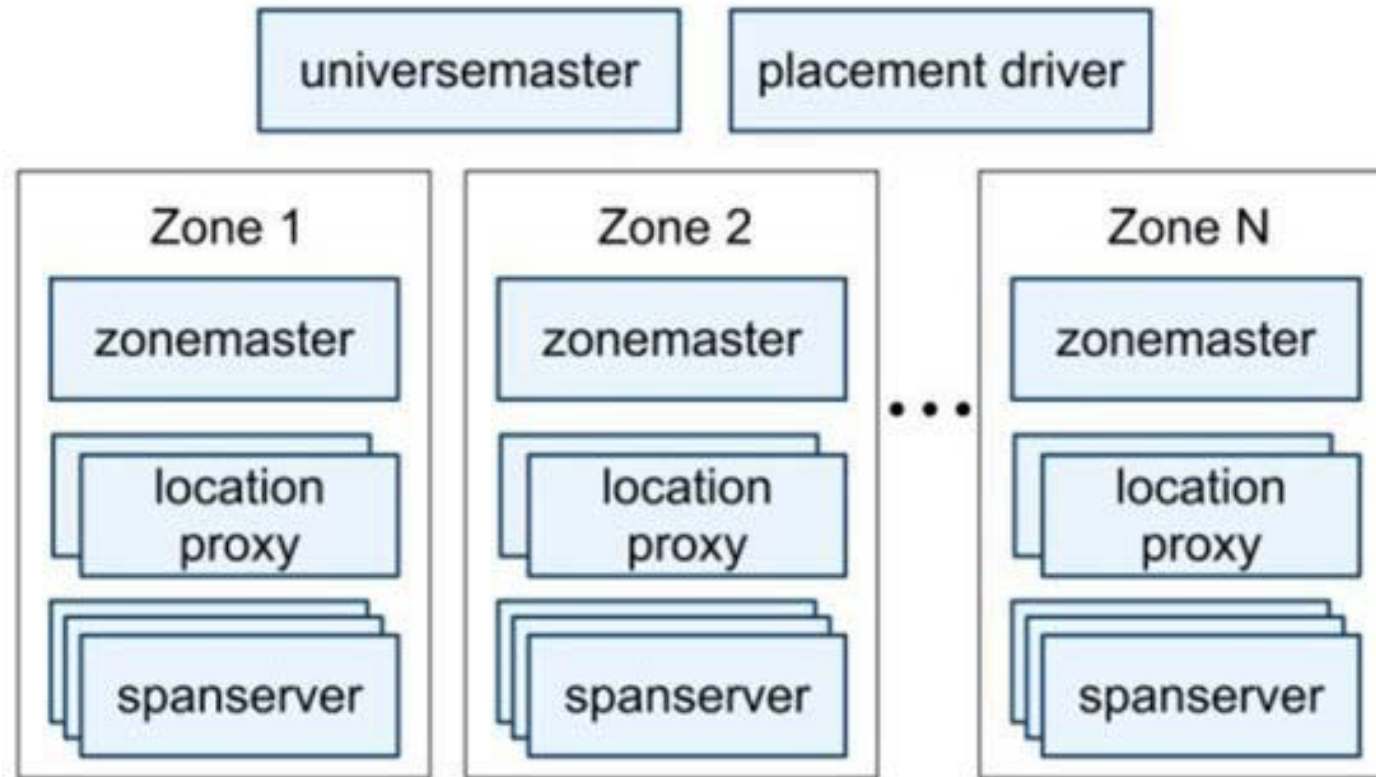 universemaster
placement driver
Zone 1
zonemaster
location
proxy
spanserver
Zone 2
zonemaster
location
proxy
spanserver
Zone N
zonemaster
location
proxy
spanserver